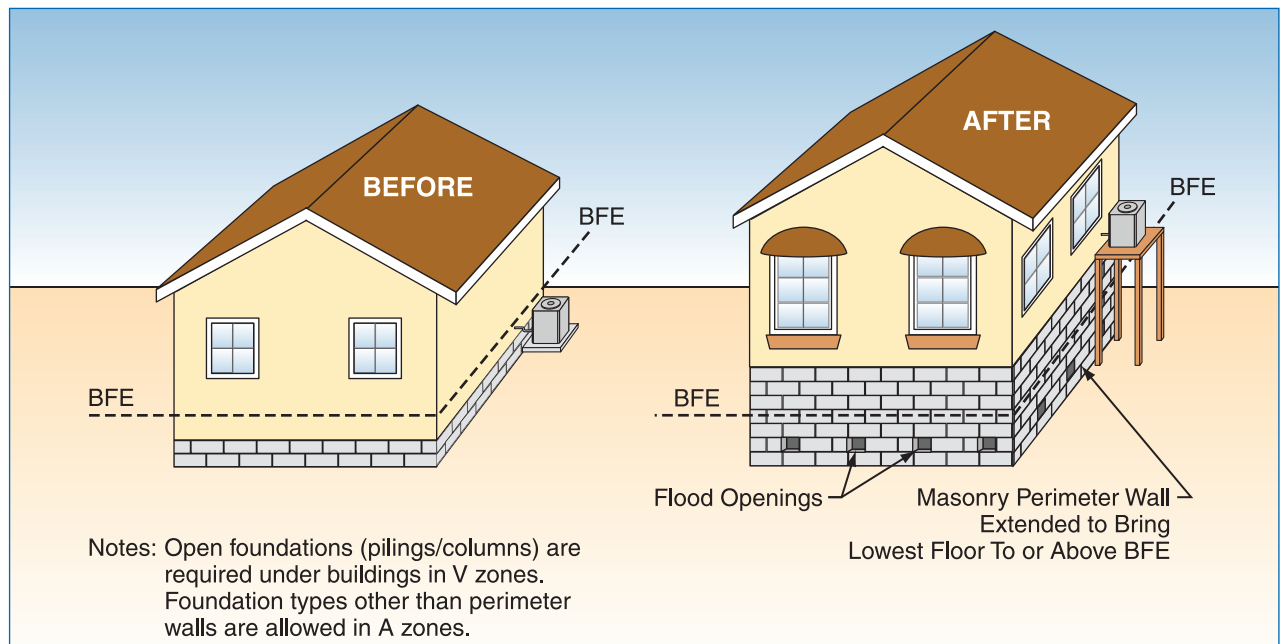 BEFORE
BFE
BFE
Notes: Open foundations (pilings/columns) are
required under buildings in V zones.
Foundation types other than perimeter
walls are allowed in A zones.
AFTER
BFE
BFE
Flood Openings
Masonry Perimeter Wall
Extended to Bring
Lowest Floor To or Above BFE